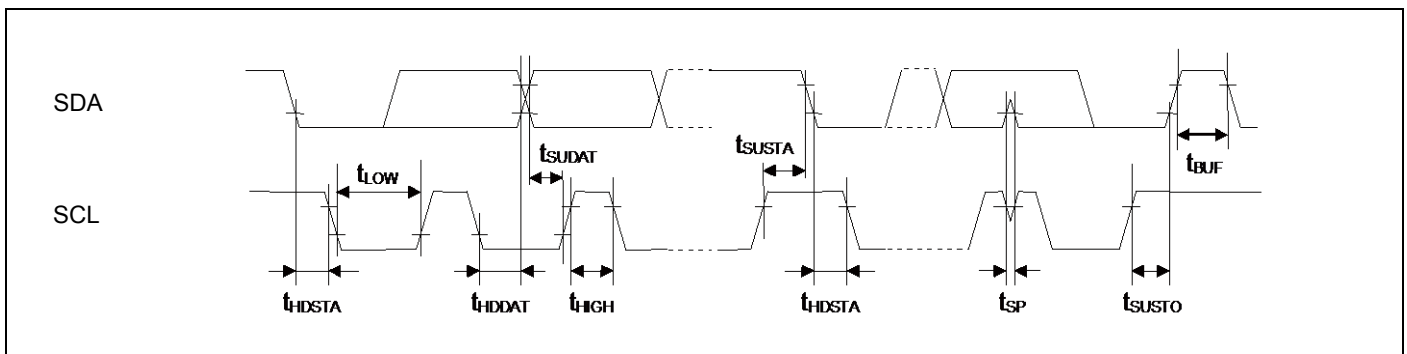 SDA
tSUDAT
tSUSTA
tBUF
tLOW
SCL
tHDSTA
tHDDAT
tHIGH
tHDSTA
tSP
tSUSTO